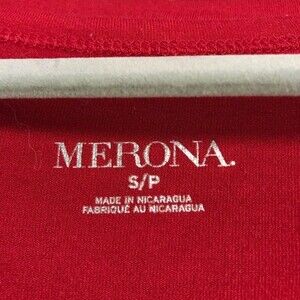 MERONA.
S/P
MADE IN NICARAGUA
FABRIQUÉ AU NICARAGUA